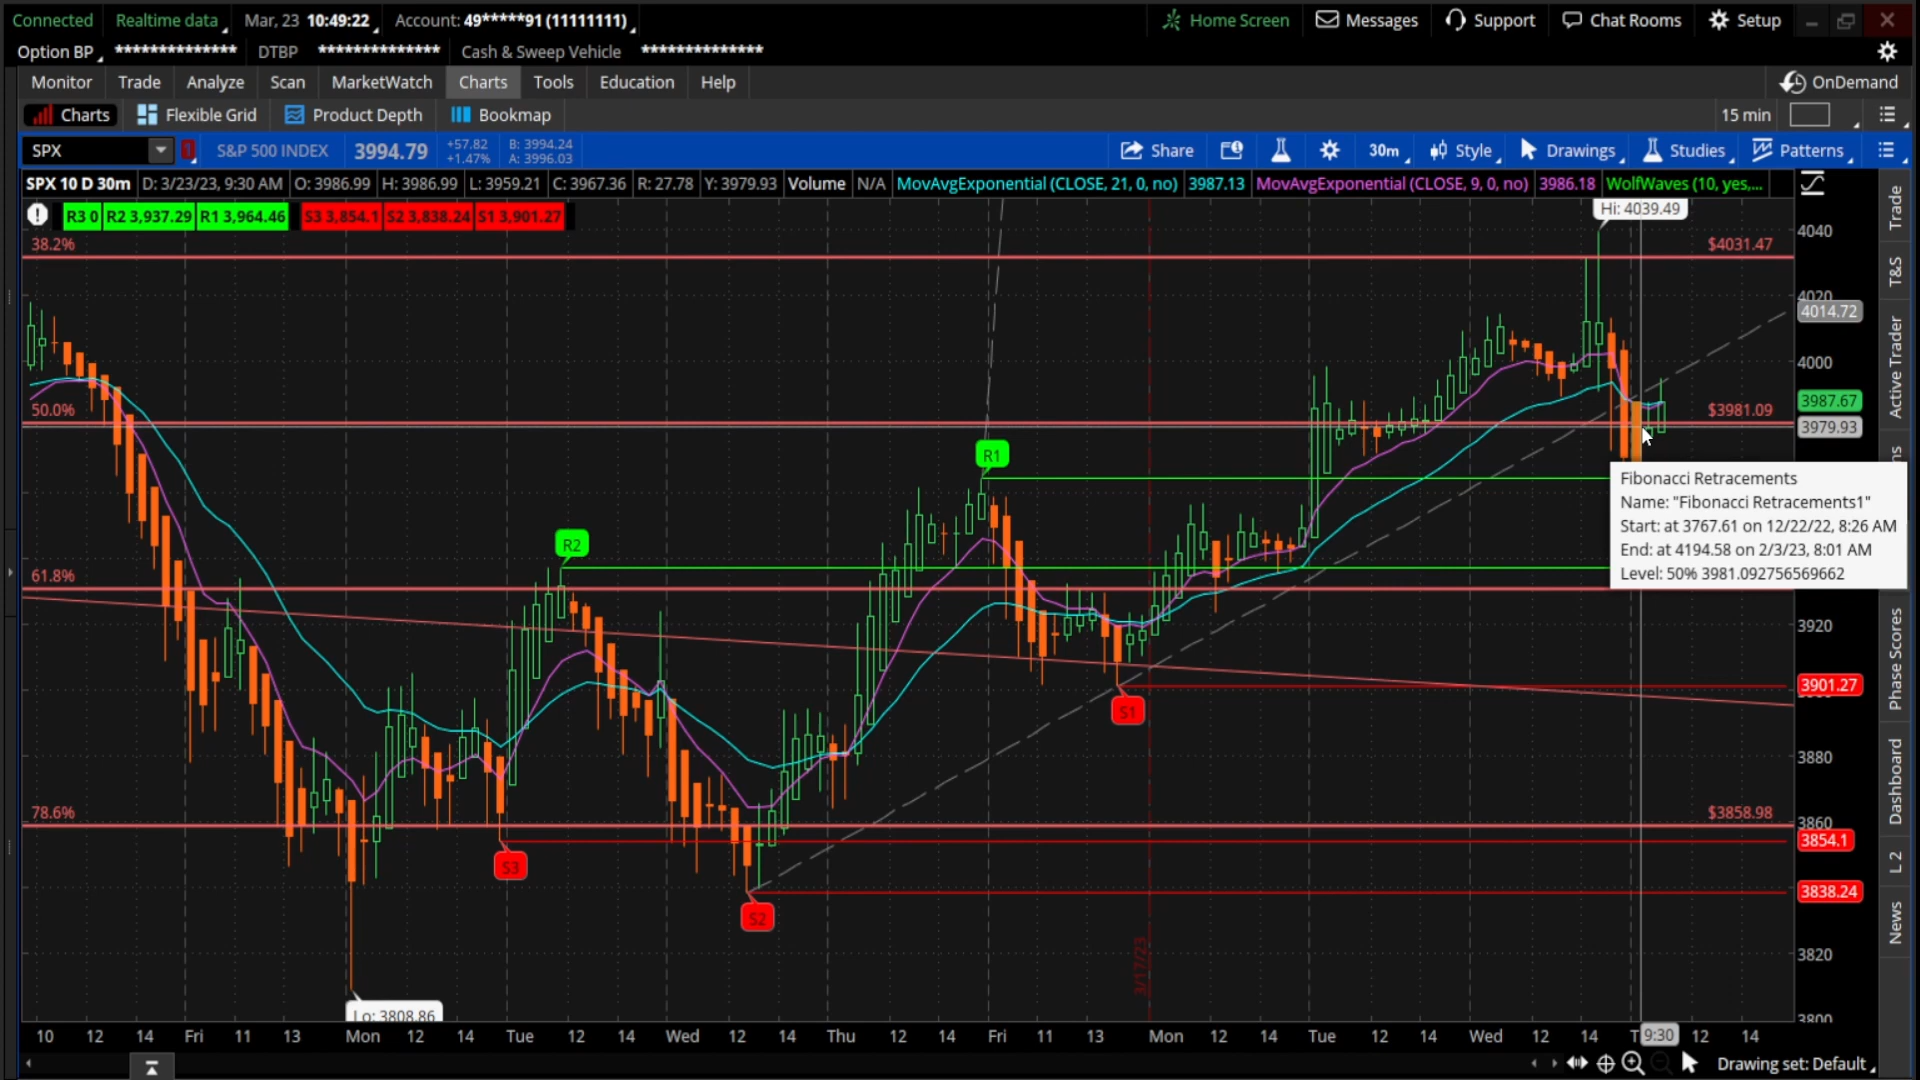 Connected Realtime data Mar, 23 10:49:22 Account: 49*****91 (11111111) Home Screen Messages Support Chat Rooms Setup
Option BP ************** DTBP ************** Cash & Sweep Vehicle **************
Monitor Trade Analyze Scan MarketWatch Charts Tools Education Help OnDemand
Charts Flexible Grid Product Depth Bookmap 15 min
SPX S&P 500 INDEX 3994.79 +57.82 B: 3994.24 Share 30m Style Drawings Studies Patterns
+1.47% A: 3996.03
SPX 10 D 30m D: 3/23/23, 9:30 AM O: 3986.99 H: 3986.99 L: 3959.21 C: 3967.36 R: 27.78 Y: 3979.93 Volume N/A MovAvgExponential (CLOSE, 21, 0, no) 3987.13 MovAvgExponential (CLOSE, 9, 0, no) 3986.18 WolfWaves (10, yes,...
R3 0 R2 3,937.29 R1 3,964.46 S3 3,854.1 S2 3,838.24 S1 3,901.27
Hi: 4039.49
4040
38.2% $4031.47
4020
4014.72
4000
3987.67
50.0% $3981.09
3979.93
R1
Fibonacci Retracements
Name: "Fibonacci Retracements1"
Start: at 3767.61 on 12/22/22, 8:26 AM
End: at 4194.58 on 2/3/23, 8:01 AM
Level: 50% 3981.092756569662
R2
61.8%
3920
3901.27
S1
3880
78.6% $3858.98
3860
3854.1
S3
3838.24
S2
3820
3/17/23
Lo: 3808.86
3800
10 12 14 Fri 11 13 Mon 12 14 Tue 12 14 Wed 12 14 Thu 12 14 Fri 11 13 Mon 12 14 Tue 12 14 Wed 12 14 T 9:30 12 14
Drawing set: Default
Trade
T&S
Active Trader
ns
Phase Scores
Dashboard
L 2
News